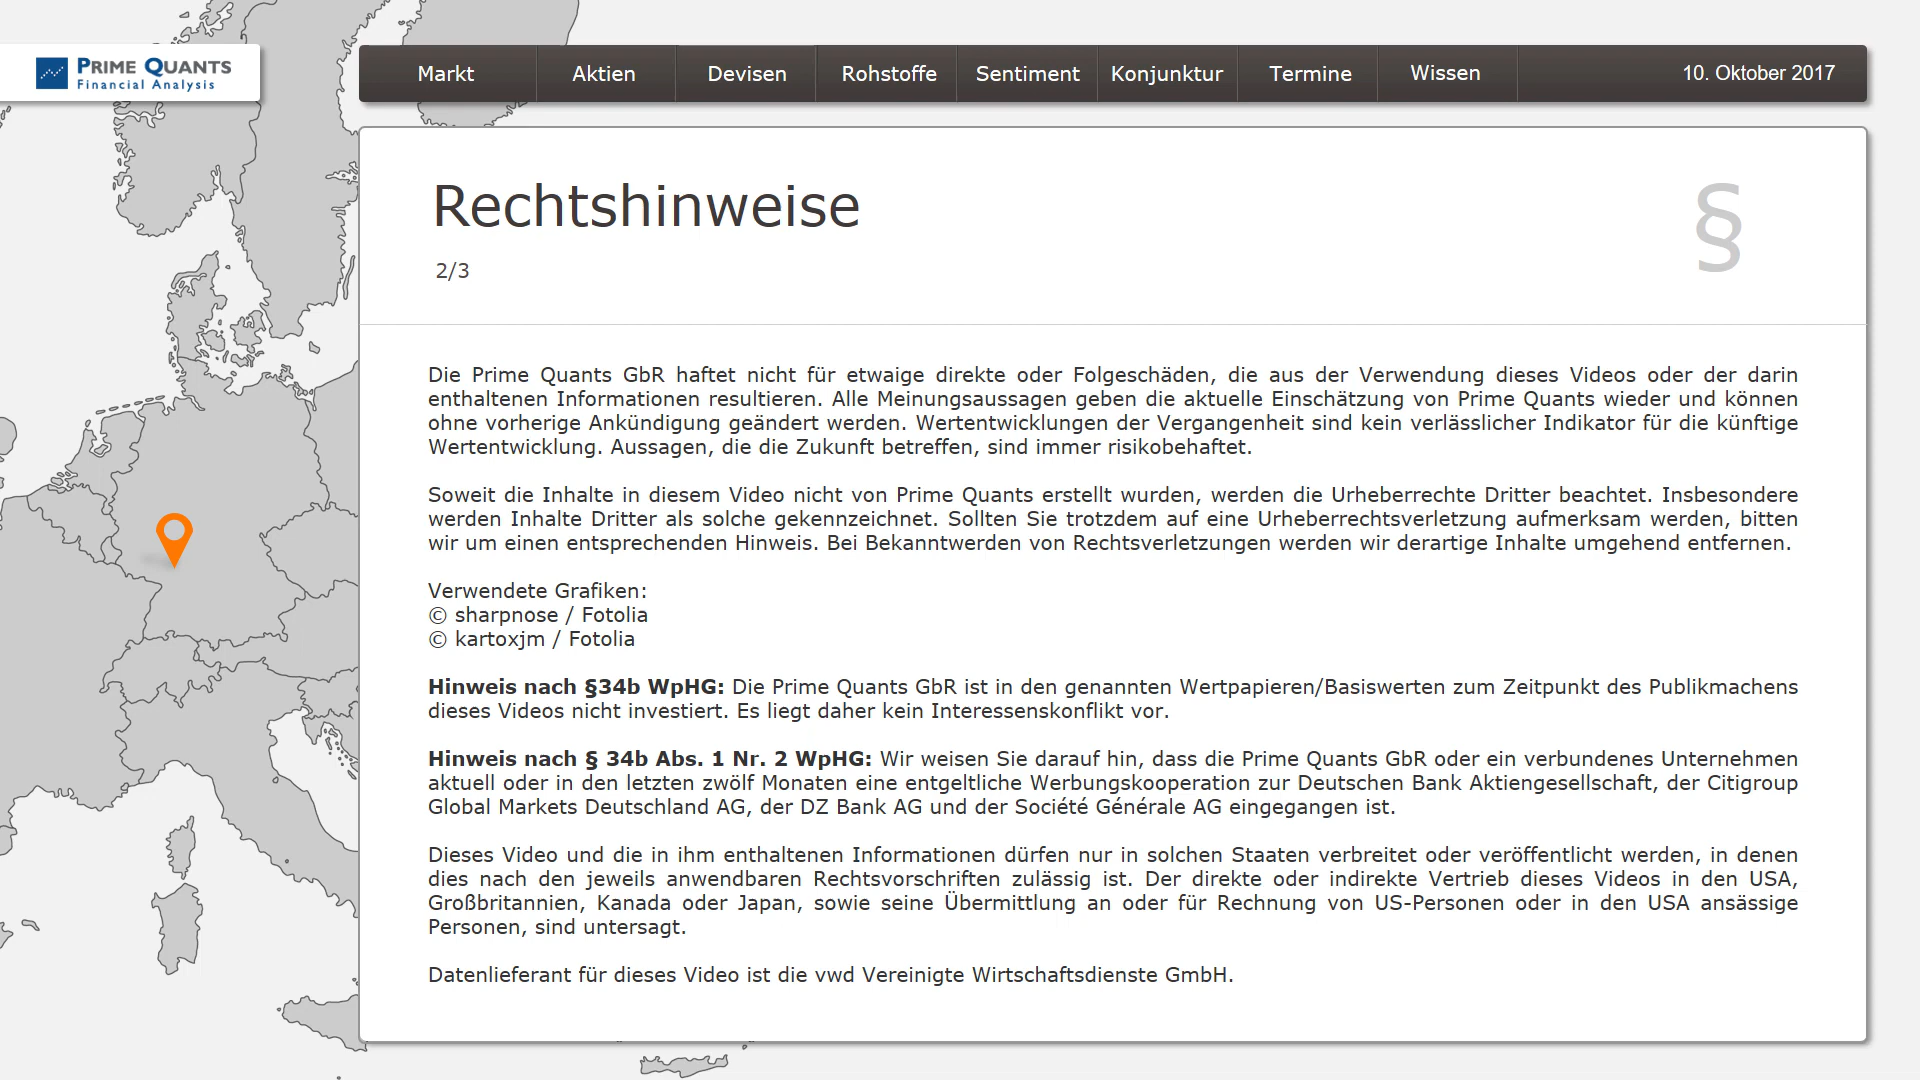 PRIME QUANTS
Financial Analysis
Markt
Aktien
Devisen
Rohstoffe
Sentiment
Konjunktur
Termine
Wissen
10. Oktober 2017
Rechtshinweise
§
2/3
Die Prime Quants GbR haftet nicht für etwaige direkte oder Folgeschäden, die aus der Verwendung dieses Videos oder der darin
enthaltenen Informationen resultieren. Alle Meinungsaussagen geben die aktuelle Einschätzung von Prime Quants wieder und können
ohne vorherige Ankündigung geändert werden. Wertentwicklungen der Vergangenheit sind kein verlässlicher Indikator für die künftige
Wertentwicklung. Aussagen, die die Zukunft betreffen, sind immer risikobehaftet.
Soweit die Inhalte in diesem Video nicht von Prime Quants erstellt wurden, werden die Urheberrechte Dritter beachtet. Insbesondere
werden Inhalte Dritter als solche gekennzeichnet. Sollten Sie trotzdem auf eine Urheberrechtsverletzung aufmerksam werden, bitten
wir um einen entsprechenden Hinweis. Bei Bekanntwerden von Rechtsverletzungen werden wir derartige Inhalte umgehend entfernen.
Verwendete Grafiken:
© sharpnose / Fotolia
© kartoxjm / Fotolia
Hinweis nach §34b WpHG: Die Prime Quants GbR ist in den genannten Wertpapieren/Basiswerten zum Zeitpunkt des Publikmachens
dieses Videos nicht investiert. Es liegt daher kein Interessenskonflikt vor.
Hinweis nach § 34b Abs. 1 Nr. 2 WpHG: Wir weisen Sie darauf hin, dass die Prime Quants GbR oder ein verbundenes Unternehmen
aktuell oder in den letzten zwölf Monaten eine entgeltliche Werbungskooperation zur Deutschen Bank Aktiengesellschaft, der Citigroup
Global Markets Deutschland AG, der DZ Bank AG und der Société Générale AG eingegangen ist.
Dieses Video und die in ihm enthaltenen Informationen dürfen nur in solchen Staaten verbreitet oder veröffentlicht werden, in denen
dies nach den jeweils anwendbaren Rechtsvorschriften zulässig ist. Der direkte oder indirekte Vertrieb dieses Videos in den USA,
Großbritannien, Kanada oder Japan, sowie seine Übermittlung an oder für Rechnung von US-Personen oder in den USA ansässige
Personen, sind untersagt.
Datenlieferant für dieses Video ist die vwd Vereinigte Wirtschaftsdienste GmbH.